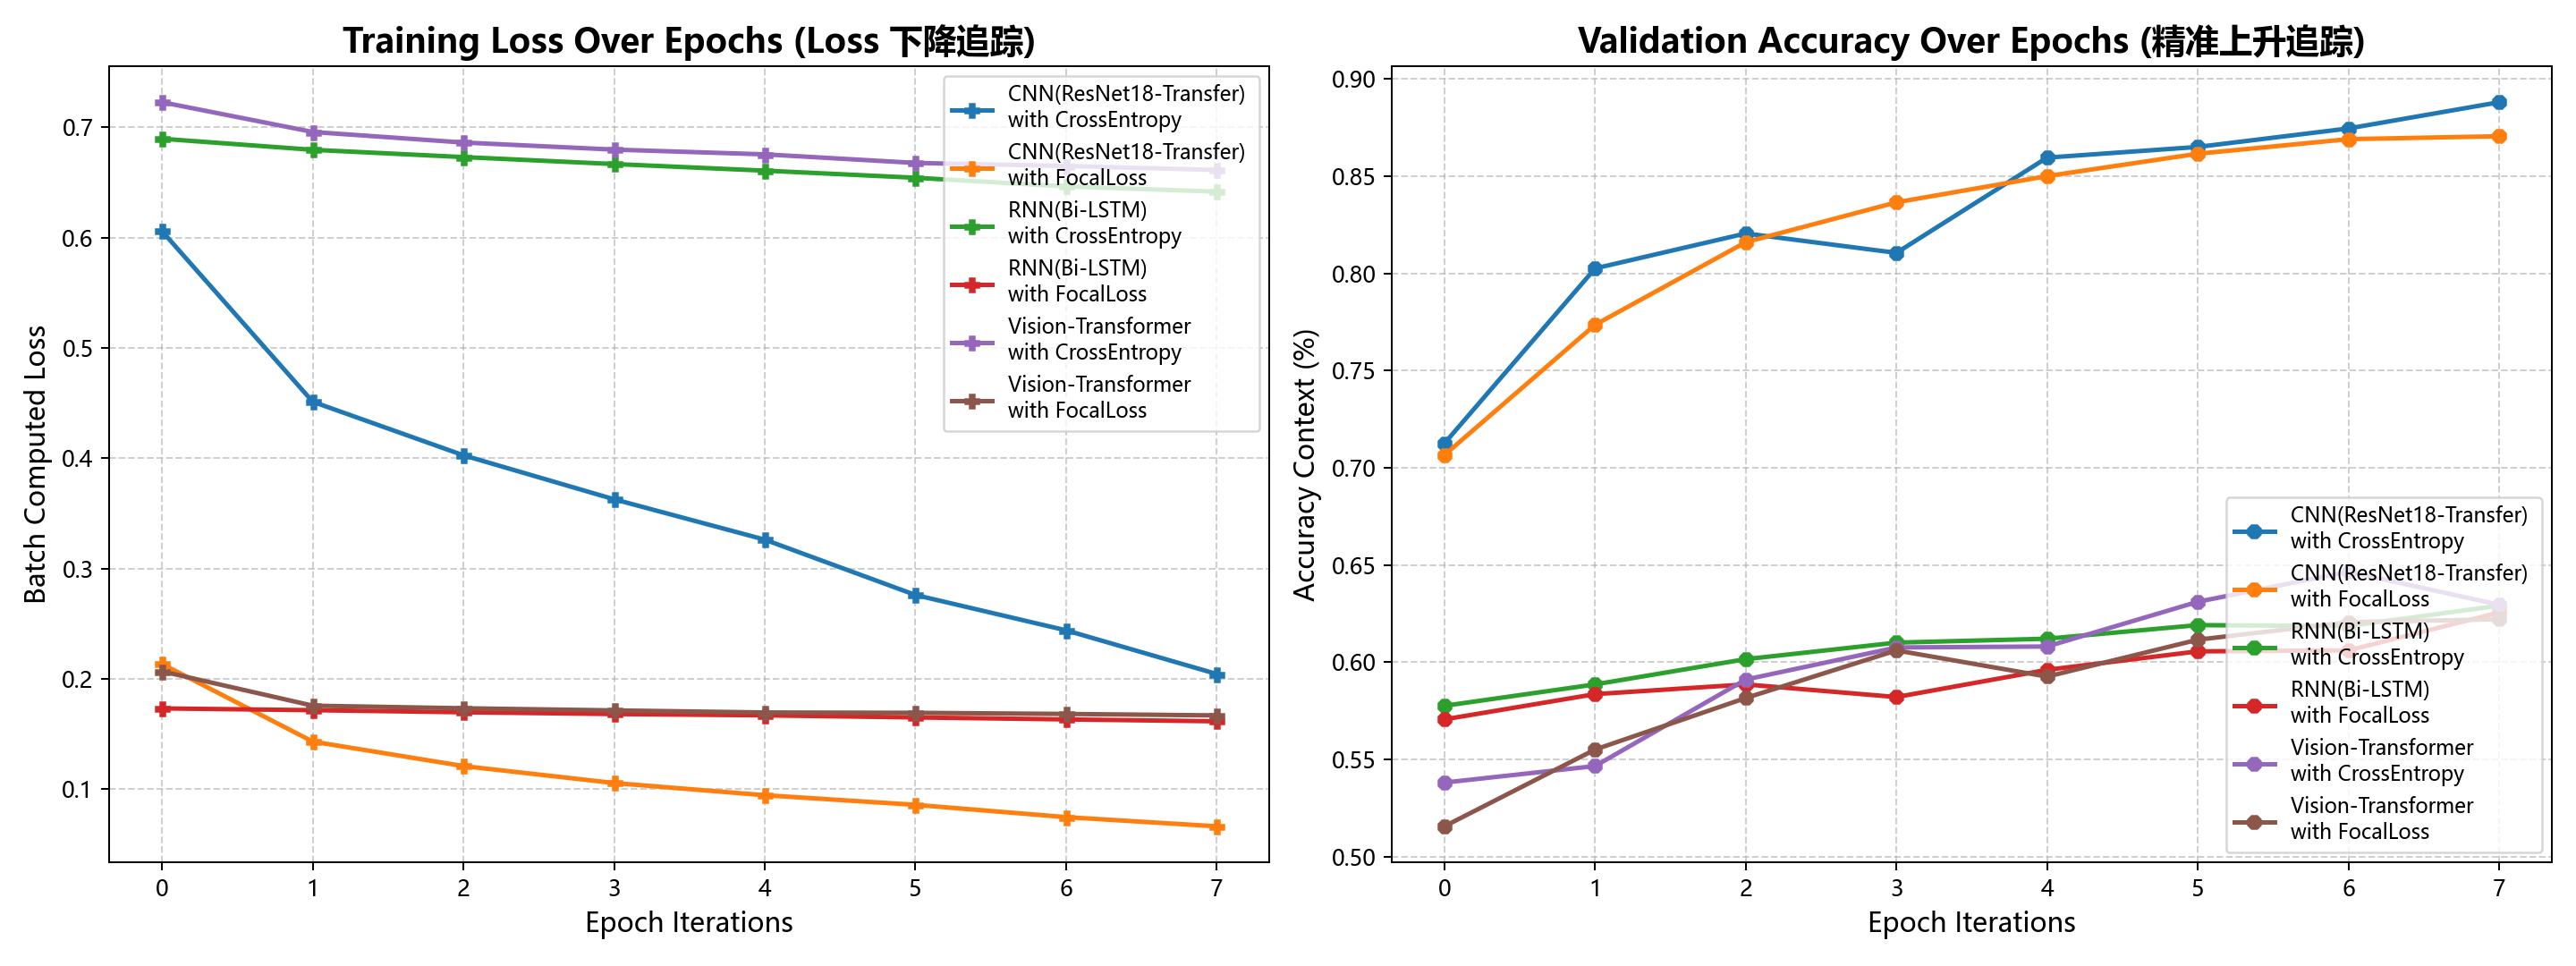 Training Loss Over Epochs (Loss 下降追踪)
Batch Computed Loss
0.7
0.6
0.5
0.4
0.3
0.2
0.1
CNN(ResNet18-Transfer)
with CrossEntropy
CNN(ResNet18-Transfer)
with FocalLoss
RNN(Bi-LSTM)
with CrossEntropy
RNN(Bi-LSTM)
with FocalLoss
Vision-Transformer
with CrossEntropy
Vision-Transformer
with FocalLoss
0 1 2 3 4 5 6 7
Epoch Iterations
Validation Accuracy Over Epochs (精准上升追踪)
Accuracy Context (%)
0.90
0.85
0.80
0.75
0.70
0.65
0.60
0.55
0.50
CNN(ResNet18-Transfer)
with CrossEntropy
CNN(ResNet18-Transfer)
with FocalLoss
RNN(Bi-LSTM)
with CrossEntropy
RNN(Bi-LSTM)
with FocalLoss
Vision-Transformer
with CrossEntropy
Vision-Transformer
with FocalLoss
0 1 2 3 4 5 6 7
Epoch Iterations